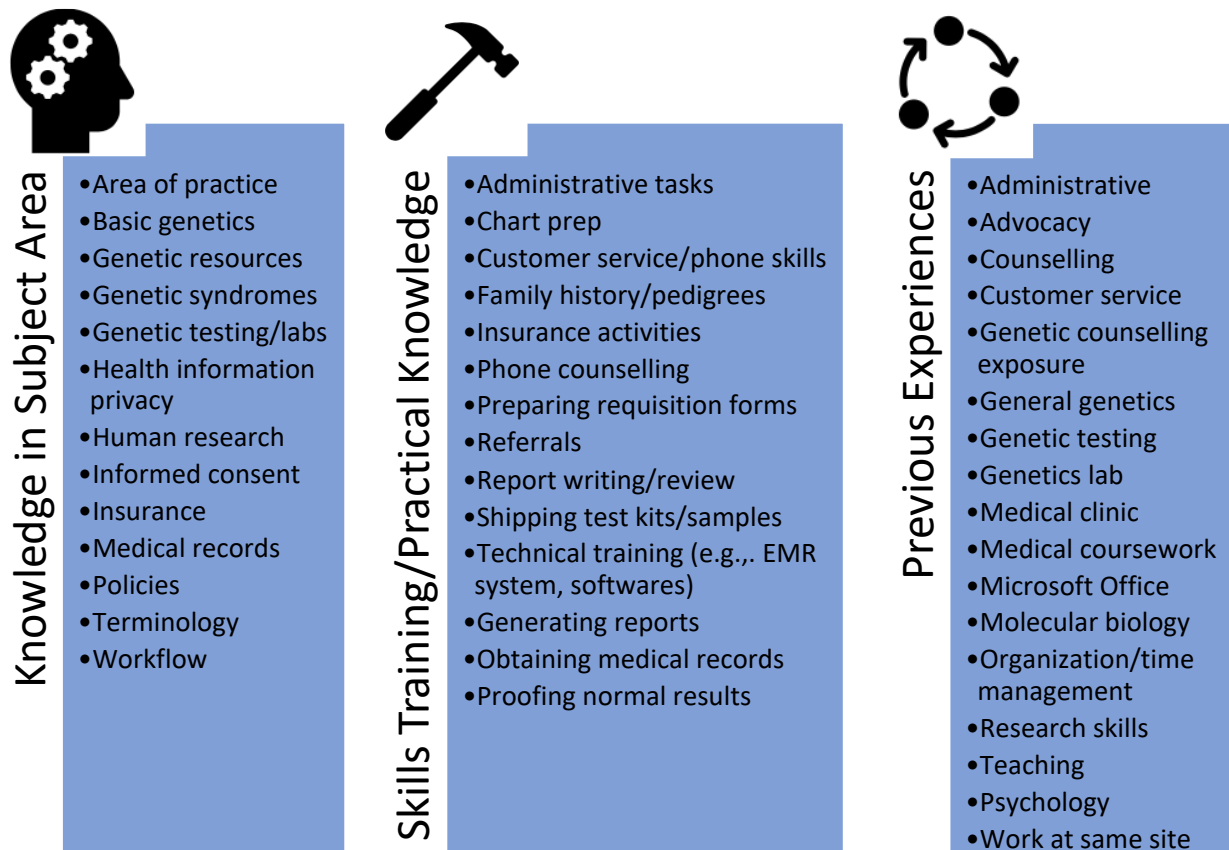 Knowledge in Subject Area
•Area of practice
•Basic genetics
•Genetic resources
•Genetic syndromes
•Genetic testing/labs
•Health information
privacy
•Human research
•Informed consent
•Insurance
•Medical records
•Policies
•Terminology
•Workflow
Skills Training/Practical Knowledge
•Administrative tasks
•Chart prep
•Customer service/phone skills
•Family history/pedigrees
•Insurance activities
•Phone counselling
•Preparing requisition forms
•Referrals
•Report writing/review
•Shipping test kits/samples
•Technical training (e.g.,. EMR
system, softwares)
•Generating reports
•Obtaining medical records
•Proofing normal results
Previous Experiences
•Administrative
•Advocacy
•Counselling
•Customer service
•Genetic counselling
exposure
•General genetics
•Genetic testing
•Genetics lab
•Medical clinic
•Medical coursework
•Microsoft Office
•Molecular biology
•Organization/time
management
•Research skills
•Teaching
•Psychology
•Work at same site